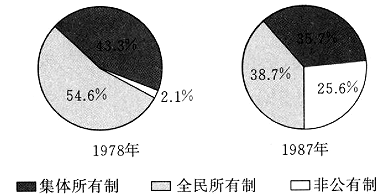 43.3%
54.6%
2.1%
35.7%
38.7%
25.6%
1978年
1987年
集体所有制 全民所有制 非公有制